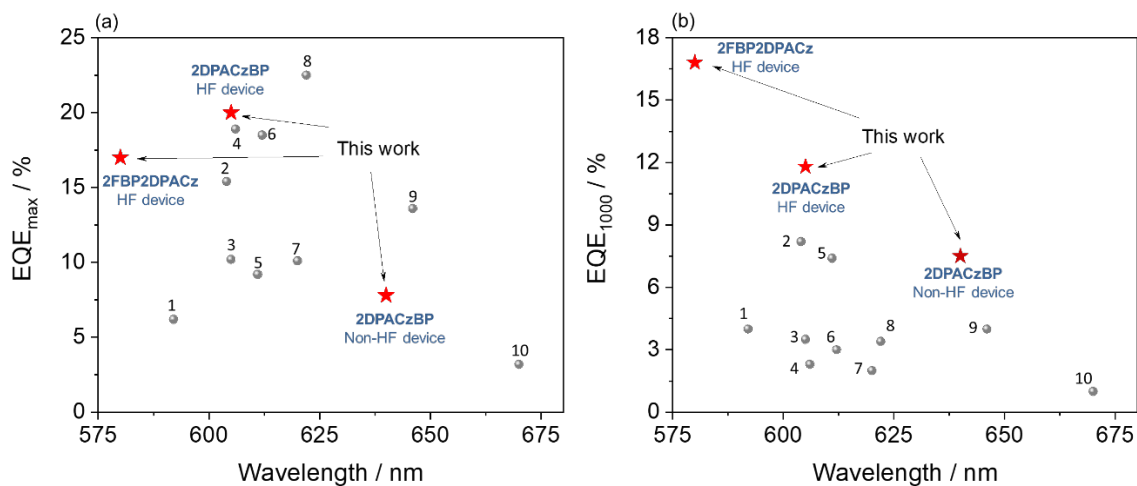 (a)
25
20
15
10
5
0
EQEmax / %
575
600
625
650
675
Wavelength / nm
2DPACzBP
HF device
8
4
6
This work
2
2FBP2DPACz
HF device
9
3
5
7
1
2DPACzBP
Non-HF device
10
(b)
18
15
12
9
6
3
0
EQE1000 / %
575
600
625
650
675
Wavelength / nm
2FBP2DPACz
HF device
This work
2DPACzBP
HF device
2
5
2DPACzBP
Non-HF device
1
3
6
8
9
4
7
10